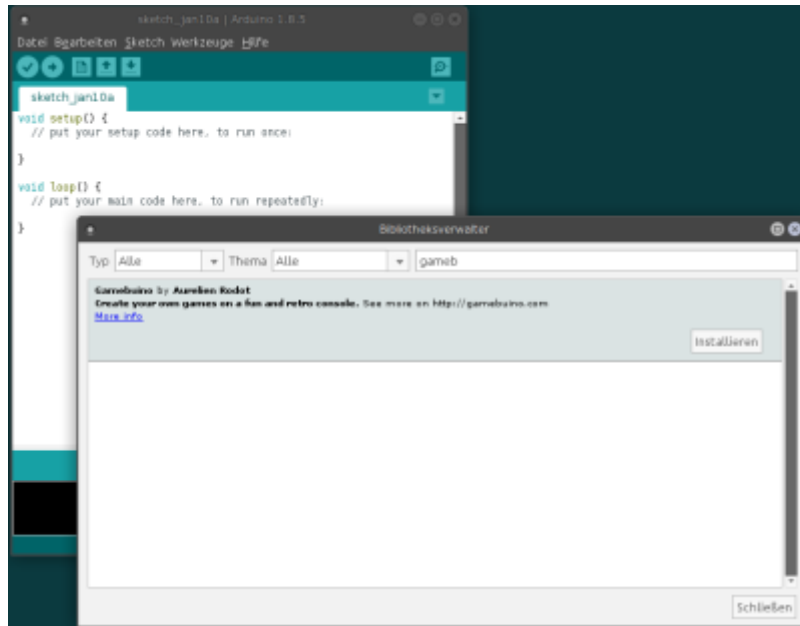 sketch_jan10a | Arduino 1.8.5
Datei Bearbeiten Sketch Werkzeuge Hilfe
sketch_jan10a
void setup() {
// put your setup code here, to run once:
}
void loop() {
// put your main code here, to run repeatedly:
}
Bibliotheksverwalter
Typ Alle Thema Alle gameb
Gamebuino by Aurelien Rodot
Create your own games on a fun and retro console. See more on http://gamebuino.com
More info
Installieren
Schließen